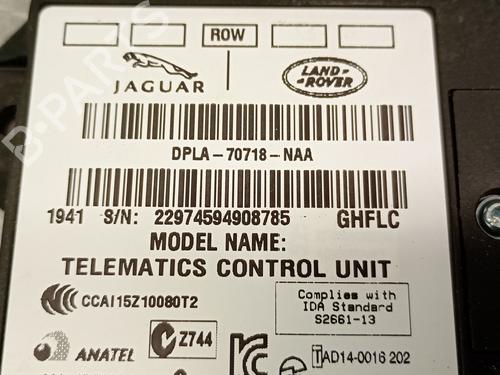 ROW
JAGUAR
LAND-
-ROVER
DPLA-70718-NAA
1941 S/N: 22974594908785 GHFLC
MODEL NAME:
TELEMATICS CONTROL UNIT
CCAI15Z10080T2
Complies with
IDA Standard
S2661-13
Z744
ANATEL
TAD14-0016 202
B-PARTS